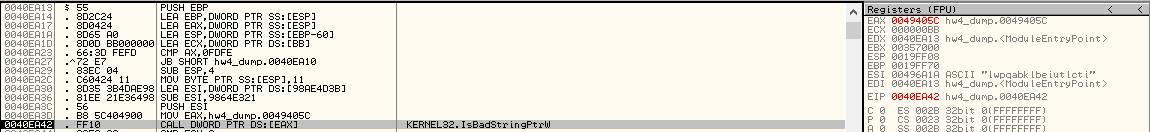 0040EA13 $ 55 PUSH EBP
0040EA14 . 8D2C24 LEA EBP,DWORD PTR SS:[ESP]
0040EA17 . 8D0424 LEA EAX,DWORD PTR SS:[ESP]
0040EA1A . 8D65 A0 LEA ESP,DWORD PTR SS:[EBP-60]
0040EA1D . 8D0D BB000000 LEA ECX,DWORD PTR DS:[BB]
0040EA23 . 66:3D FEFD CMP AX,0FDFE
0040EA27 .^72 E7 JB SHORT hw4_dump.0040EA10
0040EA29 . 83EC 04 SUB ESP,4
0040EA2C . C60424 11 MOV BYTE PTR SS:[ESP],11
0040EA30 . 8D35 3B4DAE98 LEA ESI,DWORD PTR DS:[98AE4D3B]
0040EA36 . 81EE 21E36498 SUB ESI,9864E321
0040EA3C . 56 PUSH ESI
0040EA3D . B8 5C404900 MOV EAX,hw4_dump.0049405C
0040EA42 . FF10 CALL DWORD PTR DS:[EAX] KERNEL32.IsBadStringPtrW
Registers (FPU) < <
EAX 0049405C hw4_dump.0049405C
ECX 000000BB
EDX 0040EA13 hw4_dump.<ModuleEntryPoint>
EBX 00357000
ESP 0019FF08
EBP 0019FF70
ESI 00496A1A ASCII "lwpqabklbeiutlcti"
EDI 0040EA13 hw4_dump.<ModuleEntryPoint>
EIP 0040EA42 hw4_dump.0040EA42
C 0 ES 002B 32bit 0(FFFFFFFF)
P 0 CS 0023 32bit 0(FFFFFFFF)
A 0 SS 002B 32bit 0(FFFFFFFF)